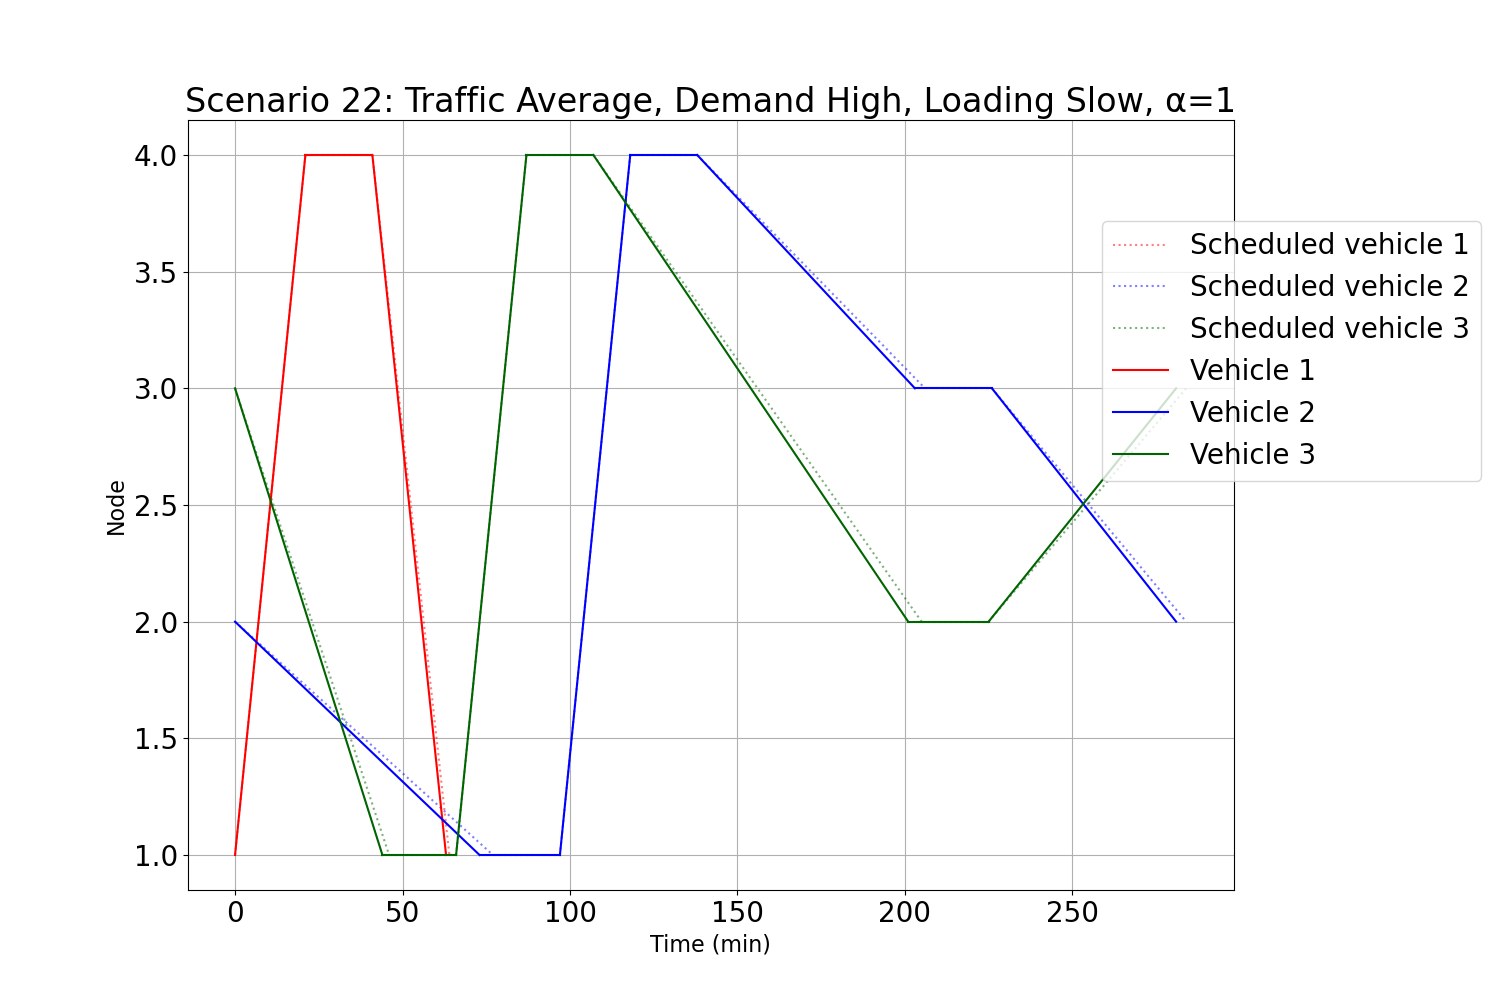 Scenario 22: Traffic Average, Demand High, Loading Slow, α=1
4.0
3.5
3.0
2.5
2.0
1.5
1.0
Node
0 50 100 150 200 250
Time (min)
Scheduled vehicle 1
Scheduled vehicle 2
Scheduled vehicle 3
Vehicle 1
Vehicle 2
Vehicle 3